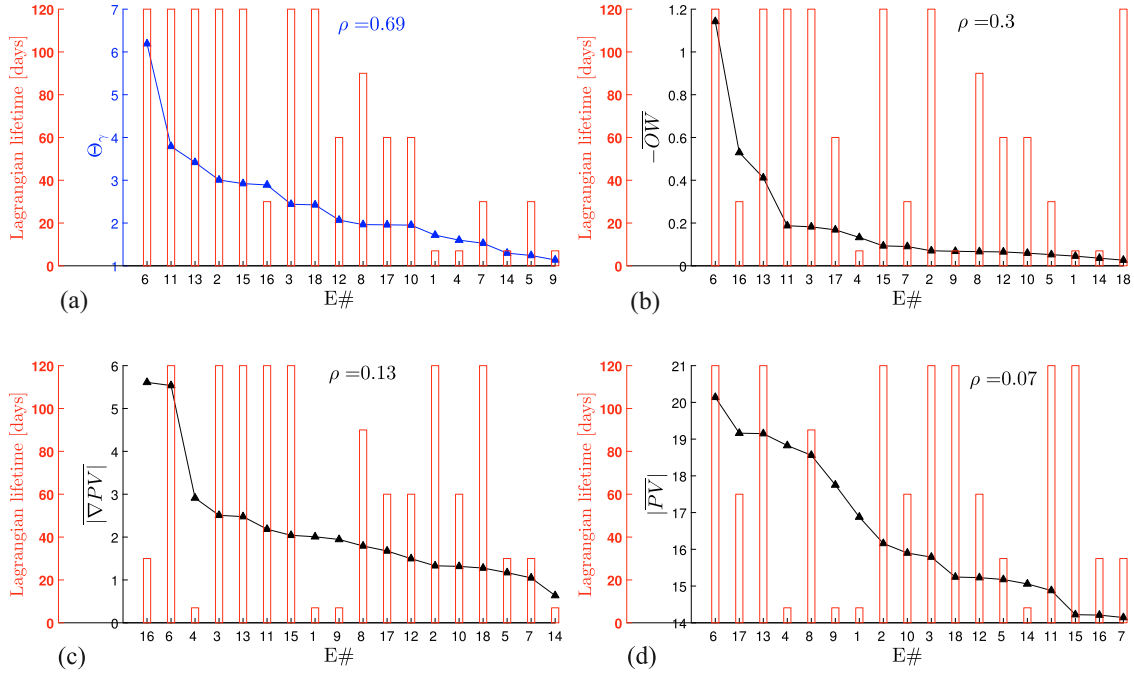 Lagrangian lifetime [days]
120
100
80
60
40
20
0
Θγ
7
6
5
4
3
2
1
ρ =0.69
6 11 13 2 15 16 3 18 12 8 17 10 1 4 7 14 5 9
E#
(a)
Lagrangian lifetime [days]
120
100
80
60
40
20
0
−OW
1.2
1
0.8
0.6
0.4
0.2
0
ρ =0.3
6 16 13 11 3 17 4 15 7 2 9 8 12 10 5 1 14 18
E#
(b)
Lagrangian lifetime [days]
120
100
80
60
40
20
0
|∇PV|
6
5
4
3
2
1
0
ρ =0.13
16 6 4 3 13 11 15 1 9 8 17 12 2 10 18 5 7 14
E#
(c)
Lagrangian lifetime [days]
120
100
80
60
40
20
0
|PV|
21
20
19
18
17
16
15
14
ρ =0.07
6 17 13 4 8 9 1 2 10 3 18 12 5 14 11 15 16 7
E#
(d)